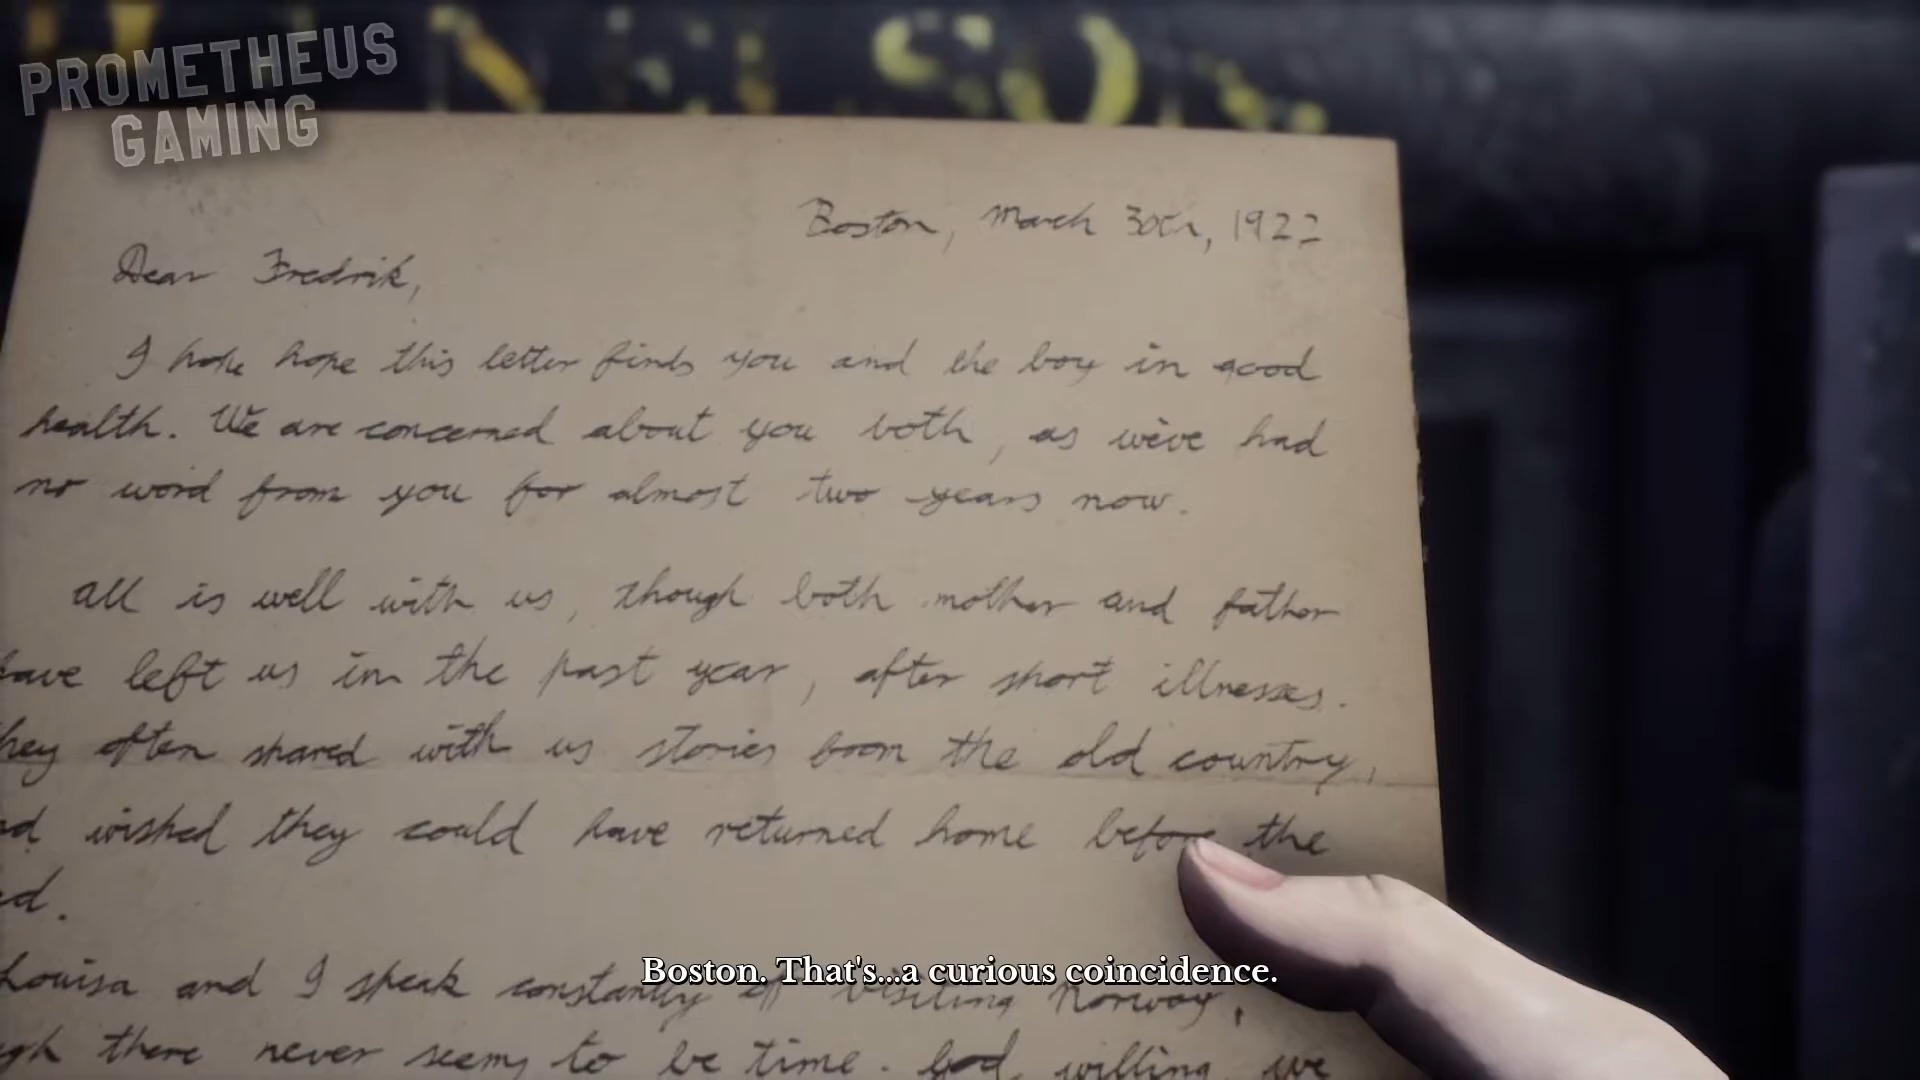 PROMETHEUS
GAMING
Boston, March 30th, 1922
Dear Fredrik,
I hope hope this letter finds you and the boy in good
health. We are concerned about you both, as we've had
no word from you for almost two years now.
All is well with us, though both mother and father
have left us in the past year, after short illnesses.
they often shared with us stories from the old country,
wished they could have returned home before the
Louisa and I speak constantly of visiting Norway,
there never seems to be time. God willing, we
Boston. That's...a curious coincidence.